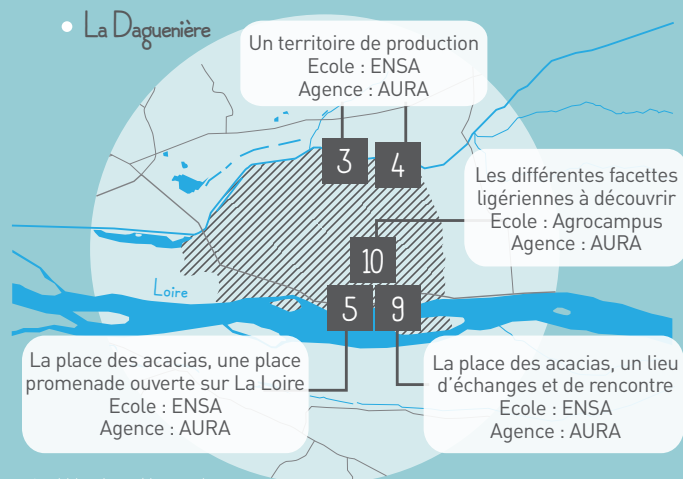 • La Daguenière
Un territoire de production
Ecole : ENSA
Agence : AURA
3
4
Les différentes facettes
ligériennes à découvrir
Ecole : Agrocampus
Agence : AURA
10
Loire
5
9
La place des acacias, une place
promenade ouverte sur La Loire
Ecole : ENSA
Agence : AURA
La place des acacias, un lieu
d'échanges et de rencontre
Ecole : ENSA
Agence : AURA